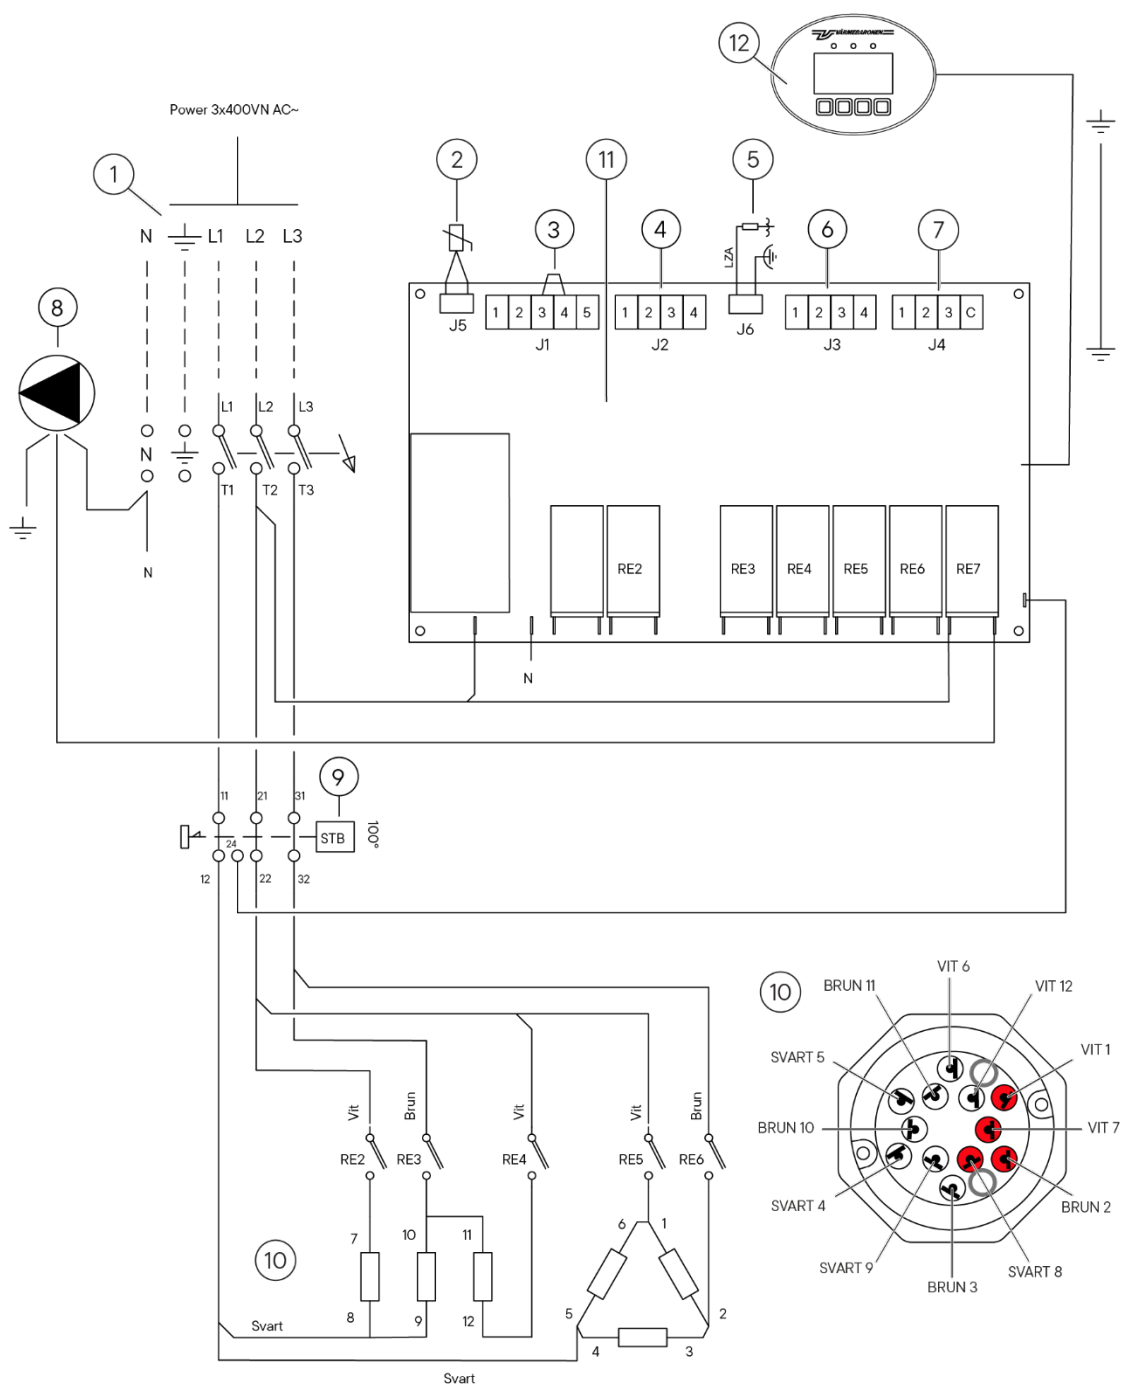 12
VÄRMEBARONEN
Power 3x400VN AC~
1
2
11
5
N L1 L2 L3
3
4
6
7
LZA
8
J5
1 2 3 4 5
J1
1 2 3 4
J2
J6
1 2 3 4
J3
1 2 3 C
J4
L1 L2 L3
N
T1 T2 T3
N
RE2
RE3
RE4
RE5
RE6
RE7
N
9
11 21 31
STB
100°
24
12 22 32
10
VIT 6
BRUN 11
VIT 12
SVART 5
VIT 1
BRUN 10
VIT 7
SVART 4
BRUN 2
SVART 9
SVART 8
BRUN 3
Vit
Brun
Vit
Vit
Brun
RE2
RE3
RE4
RE5
RE6
10
7
10
11
6
1
8
9
12
5
2
4
3
Svart
Svart